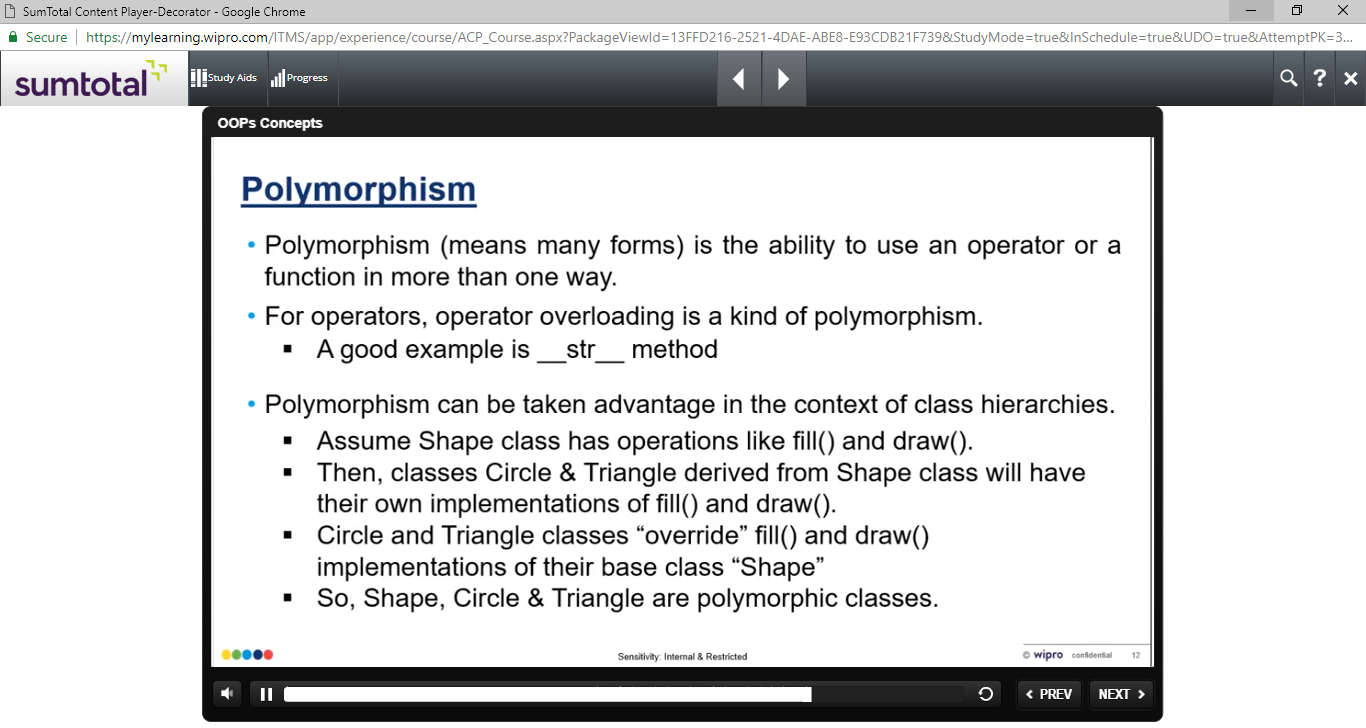 SumTotal Content Player-Decorator - Google Chrome
Secure https://mylearning.wipro.com/ITMS/app/experience/course/ACP_Course.aspx?PackageViewId=13FFD216-2521-4DAE-ABE8-E93CDB21F739&StudyMode=true&InSchedule=true&UDO=true&AttemptPK=3...
sumtotal Study Aids Progress ?
OOPs Concepts
Polymorphism
• Polymorphism (means many forms) is the ability to use an operator or a
function in more than one way.
• For operators, operator overloading is a kind of polymorphism.
▪ A good example is __str__ method
• Polymorphism can be taken advantage in the context of class hierarchies.
▪ Assume Shape class has operations like fill() and draw().
▪ Then, classes Circle & Triangle derived from Shape class will have
their own implementations of fill() and draw().
▪ Circle and Triangle classes “override” fill() and draw()
implementations of their base class “Shape”
▪ So, Shape, Circle & Triangle are polymorphic classes.
Sensitivity: Internal & Restricted © wipro confidential 12
< PREV NEXT >